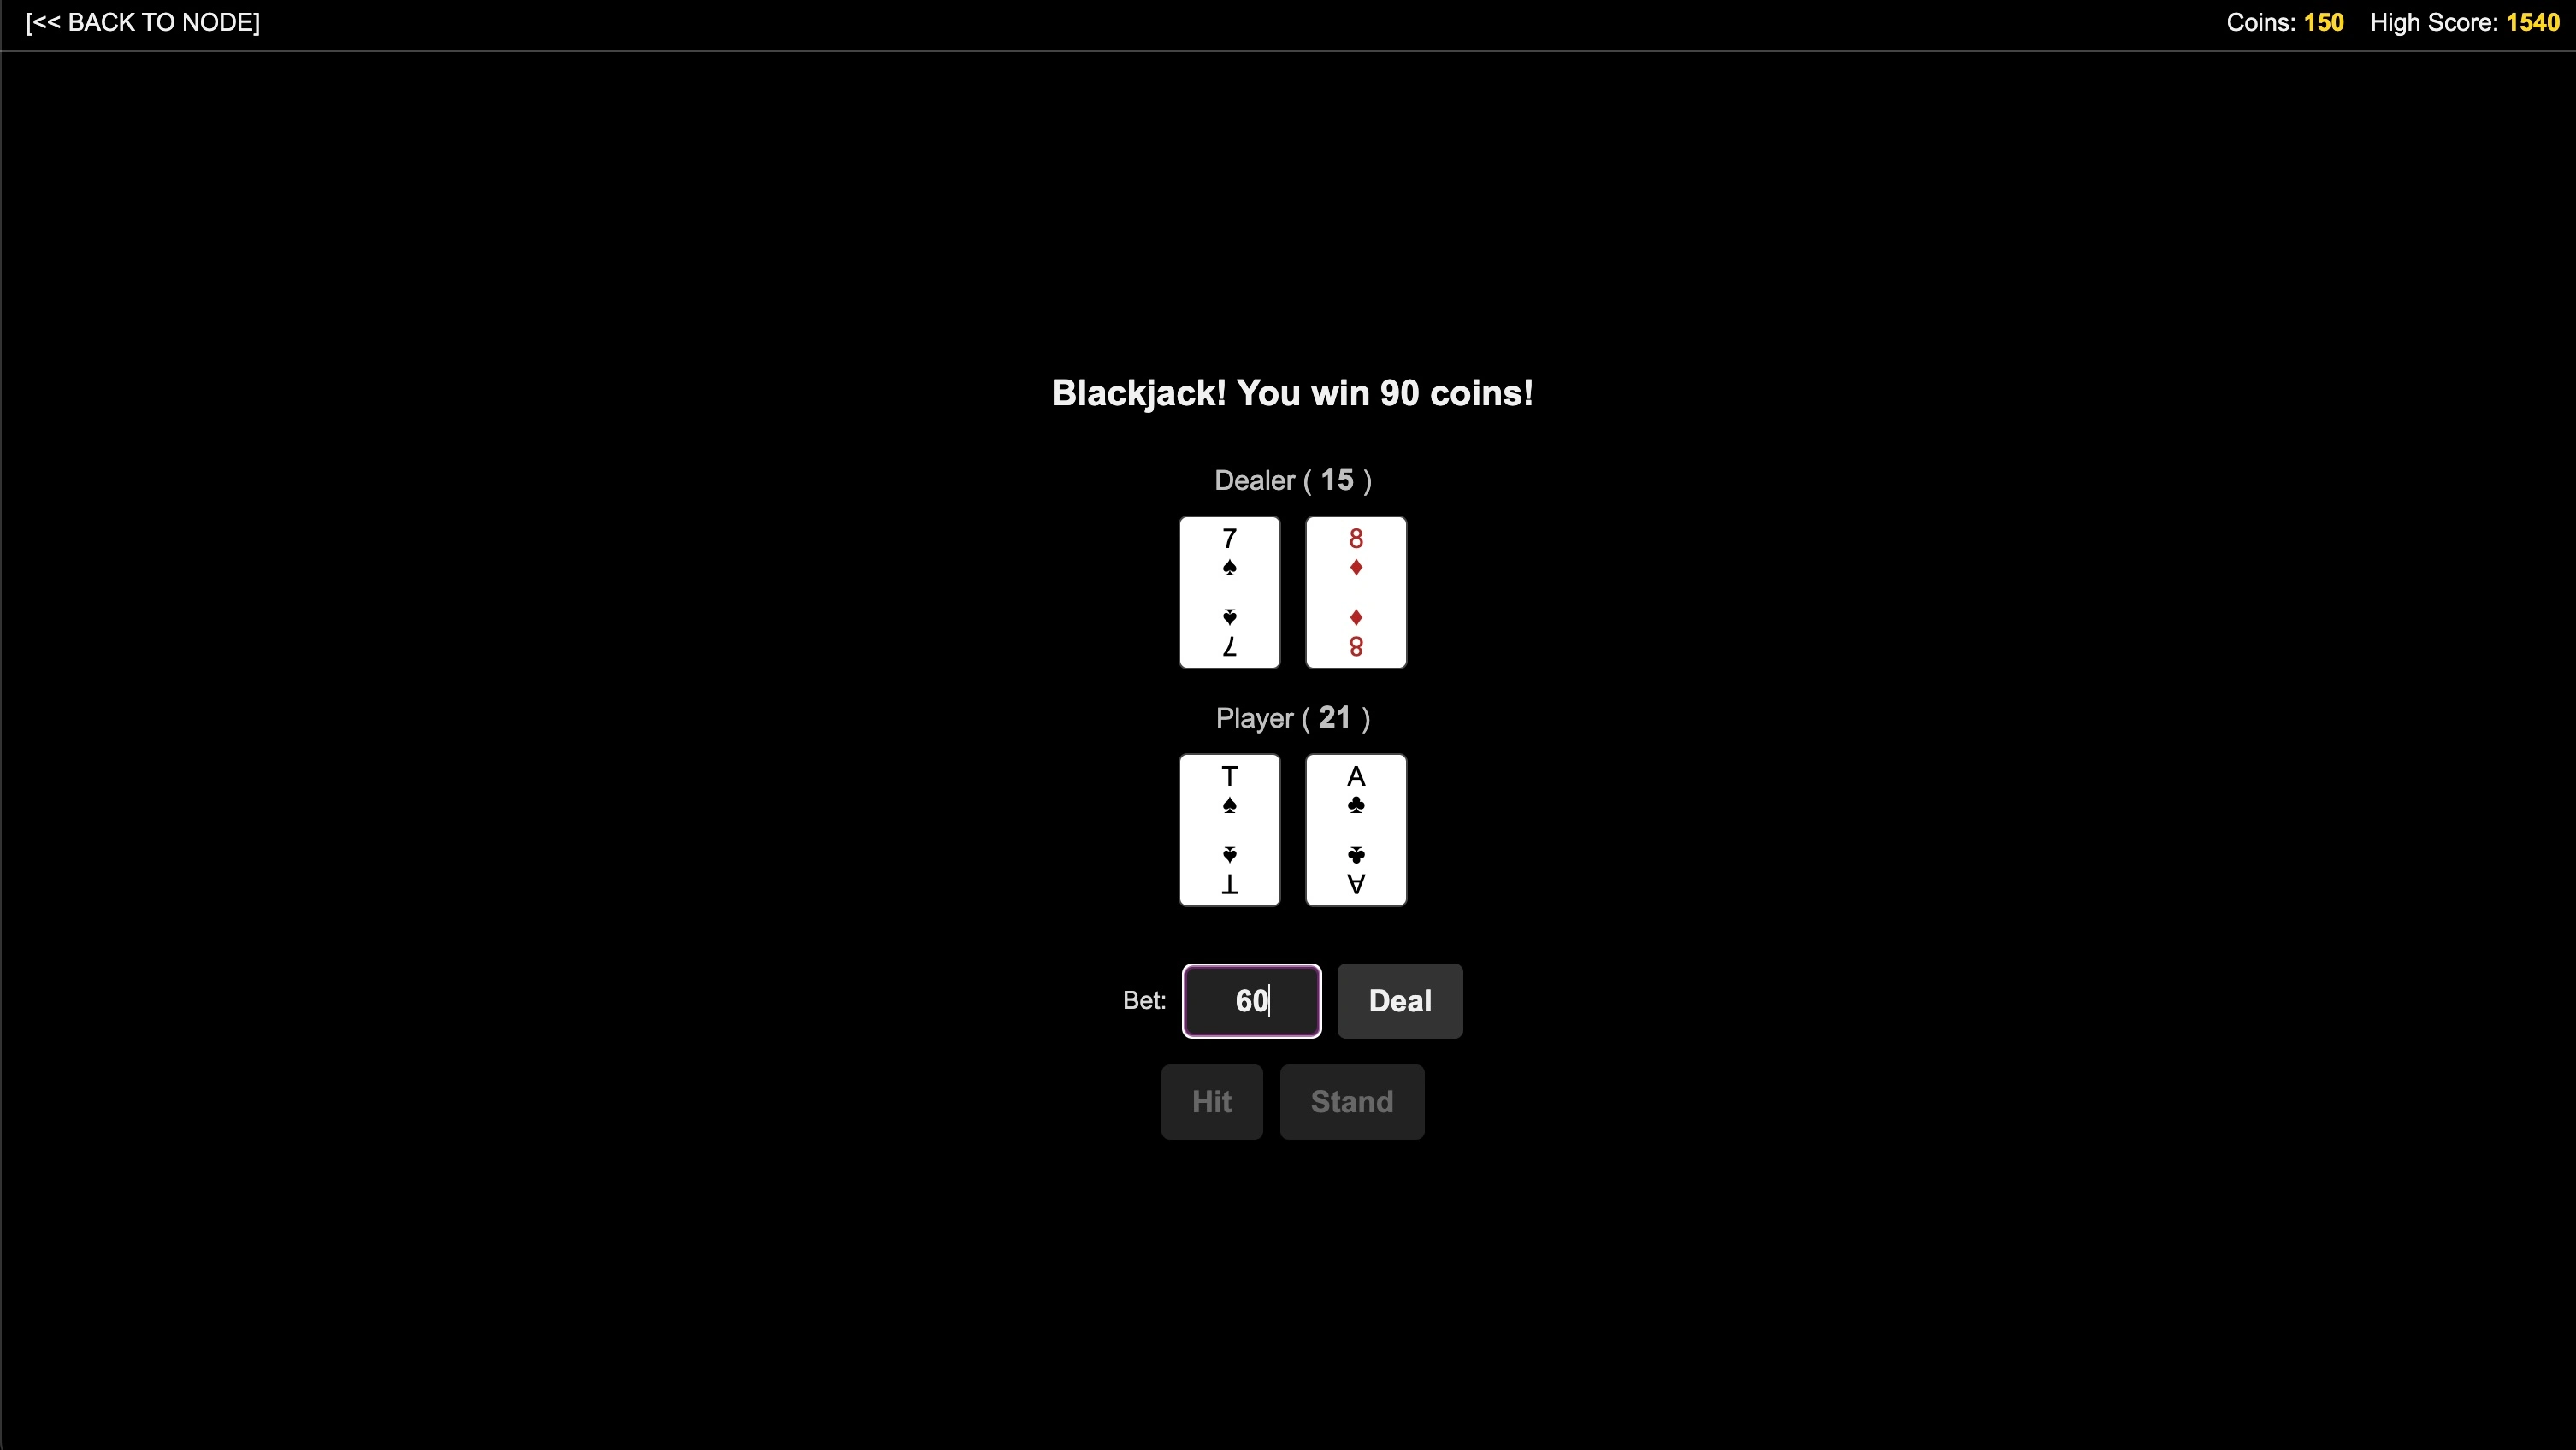 [<< BACK TO NODE]
Coins: 150 High Score: 1540
Blackjack! You win 90 coins!
Dealer ( 15 )
7 8
♠ ♦
♠ ♦
7 8
Player ( 21 )
T A
♠ ♣
♠ ♣
T A
Bet: 60 Deal
Hit Stand